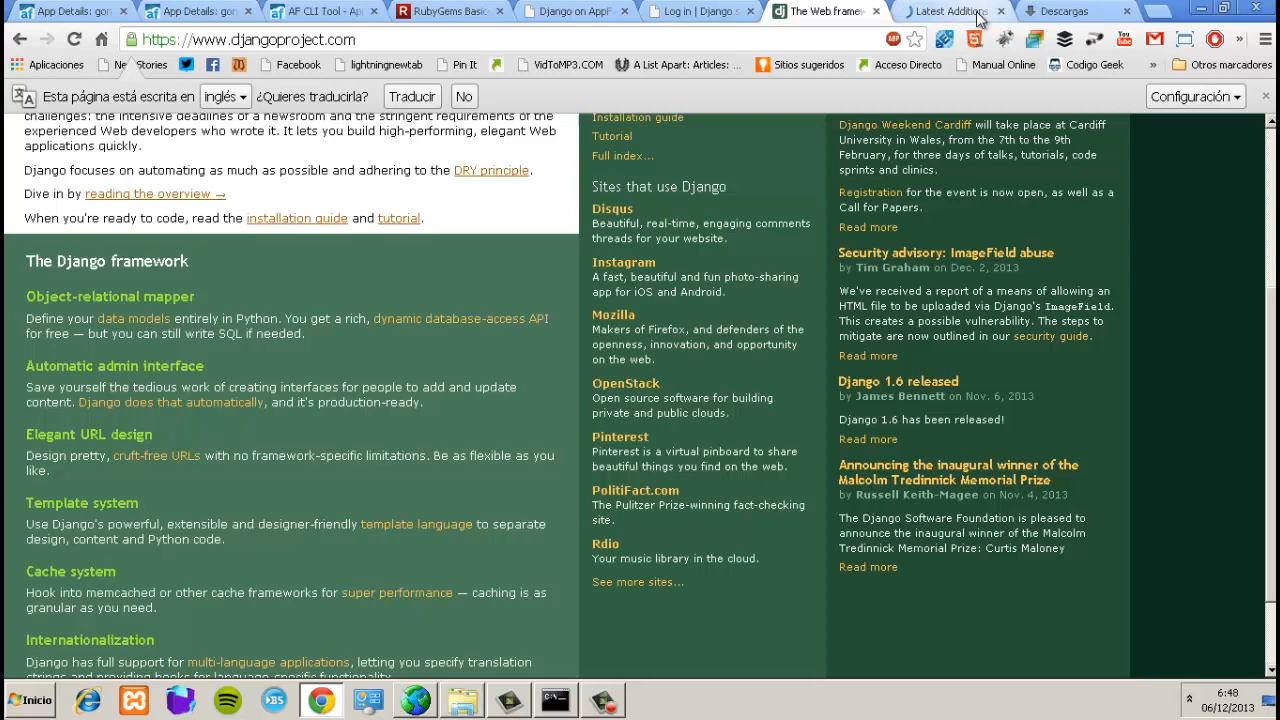 App Details: gon
App Details: gon
AF CLI Tool - Ap
RubyGems Basics
Django on AppF
Log in | Django s
The Web framew
Latest Additions
Descargas
https://www.djangoproject.com
Aplicaciones
New Stories
Facebook
lightningnewtab
Pin It
VidToMP3.COM
A List Apart: Articles:...
Sitios sugeridos
Acceso Directo
Manual Online
Codigo Geek
»
Otros marcadores
Esta página está escrita en
inglés
¿Quieres traducirla?
Traducir
No
Configuración
challenges: the intensive deadlines of a newsroom and the stringent requirements of the
experienced Web developers who wrote it. It lets you build high-performing, elegant Web
applications quickly.
Django focuses on automating as much as possible and adhering to the DRY principle.
Dive in by reading the overview →
When you're ready to code, read the installation guide and tutorial.
The Django framework
Object-relational mapper
Define your data models entirely in Python. You get a rich, dynamic database-access API
for free — but you can still write SQL if needed.
Automatic admin interface
Save yourself the tedious work of creating interfaces for people to add and update
content. Django does that automatically, and it's production-ready.
Elegant URL design
Design pretty, cruft-free URLs with no framework-specific limitations. Be as flexible as you
like.
Template system
Use Django's powerful, extensible and designer-friendly template language to separate
design, content and Python code.
Cache system
Hook into memcached or other cache frameworks for super performance — caching is as
granular as you need.
Internationalization
Django has full support for multi-language applications, letting you specify translation
strings and providing hooks for language-specific functionality.
Installation guide
Tutorial
Full index...
Sites that use Django
Disqus
Beautiful, real-time, engaging comments
threads for your website.
Instagram
A fast, beautiful and fun photo-sharing
app for iOS and Android.
Mozilla
Makers of Firefox, and defenders of the
openness, innovation, and opportunity
on the web.
OpenStack
Open source software for building
private and public clouds.
Pinterest
Pinterest is a virtual pinboard to share
beautiful things you find on the web.
PolitiFact.com
The Pulitzer Prize-winning fact-checking
site.
Rdio
Your music library in the cloud.
See more sites...
Django Weekend Cardiff will take place at Cardiff
University in Wales, from the 7th to the 9th
February, for three days of talks, tutorials, code
sprints and clinics.
Registration for the event is now open, as well as a
Call for Papers.
Read more
Security advisory: ImageField abuse
by Tim Graham on Dec. 2, 2013
We've received a report of a means of allowing an
HTML file to be uploaded via Django's ImageField.
This creates a possible vulnerability. The steps to
mitigate are now outlined in our security guide.
Read more
Django 1.6 released
by James Bennett on Nov. 6, 2013
Django 1.6 has been released!
Read more
Announcing the inaugural winner of the
Malcolm Tredinnick Memorial Prize
by Russell Keith-Magee on Nov. 4, 2013
The Django Software Foundation is pleased to
announce the inaugural winner of the Malcolm
Tredinnick Memorial Prize: Curtis Maloney
Read more
Inicio
6:48
06/12/2013